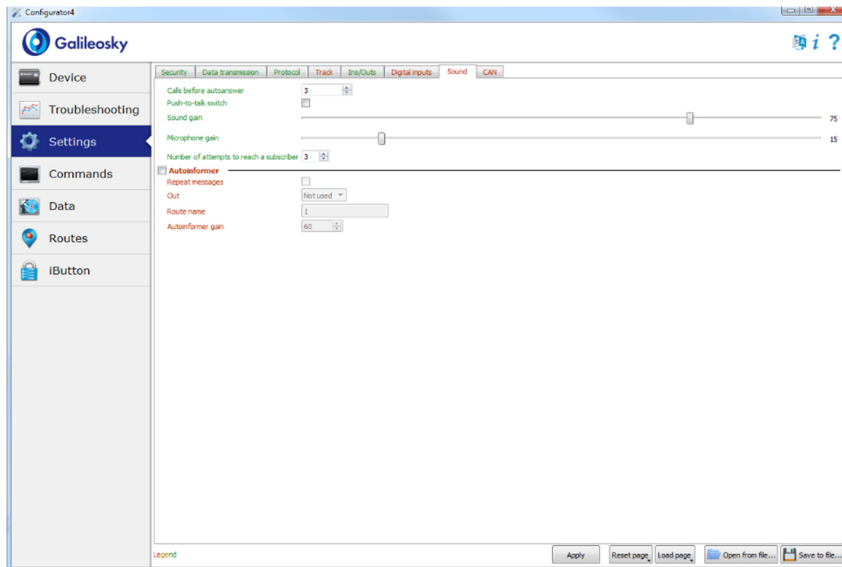 Configurator4
Galileosky
i ?
Device
Troubleshooting
Settings
Commands
Data
Routes
iButton
Security Data transmission Protocol Track Ins/Outs Digital inputs Sound CAN
Calls before autoanswer 3
Push-to-talk switch
Sound gain 75
Microphone gain 15
Number of attempts to reach a subscriber 3
Autoinformer
Repeat messages
Out Not used
Route name 1
Autoinformer gain 60
Legend Apply Reset page Load page Open from file... Save to file...